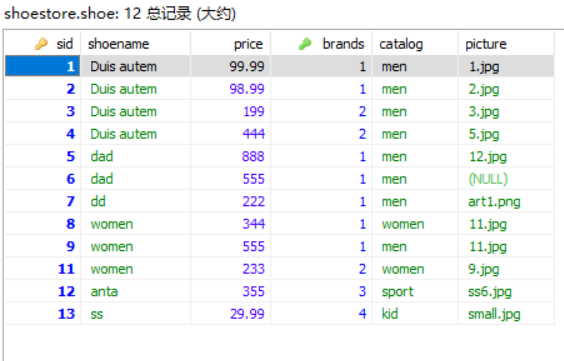 shoestore.shoe: 12 总记录 (大约)
sid shoename price brands catalog picture
1 Duis autem 99.99 1 men 1.jpg
2 Duis autem 98.99 1 men 2.jpg
3 Duis autem 199 2 men 3.jpg
4 Duis autem 444 2 men 5.jpg
5 dad 888 1 men 12.jpg
6 dad 555 1 men (NULL)
7 dd 222 1 men art1.png
8 women 344 1 women 11.jpg
9 women 555 1 men 11.jpg
11 women 233 2 women 9.jpg
12 anta 355 3 sport ss6.jpg
13 ss 29.99 4 kid small.jpg